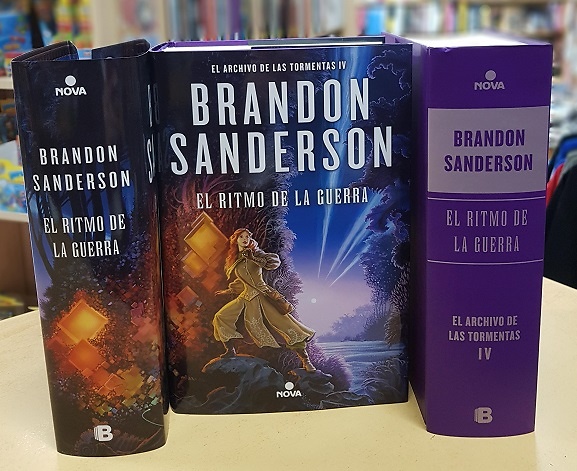 NOVA
BRANDON
SANDERSON
EL RITMO DE
LA GUERRA
B
EL ARCHIVO DE LAS TORMENTAS IV
BRANDON
SANDERSON
EL RITMO DE LA GUERRA
NOVA
NOVA
BRANDON
SANDERSON
EL RITMO DE
LA GUERRA
EL ARCHIVO DE
LAS TORMENTAS
IV
B